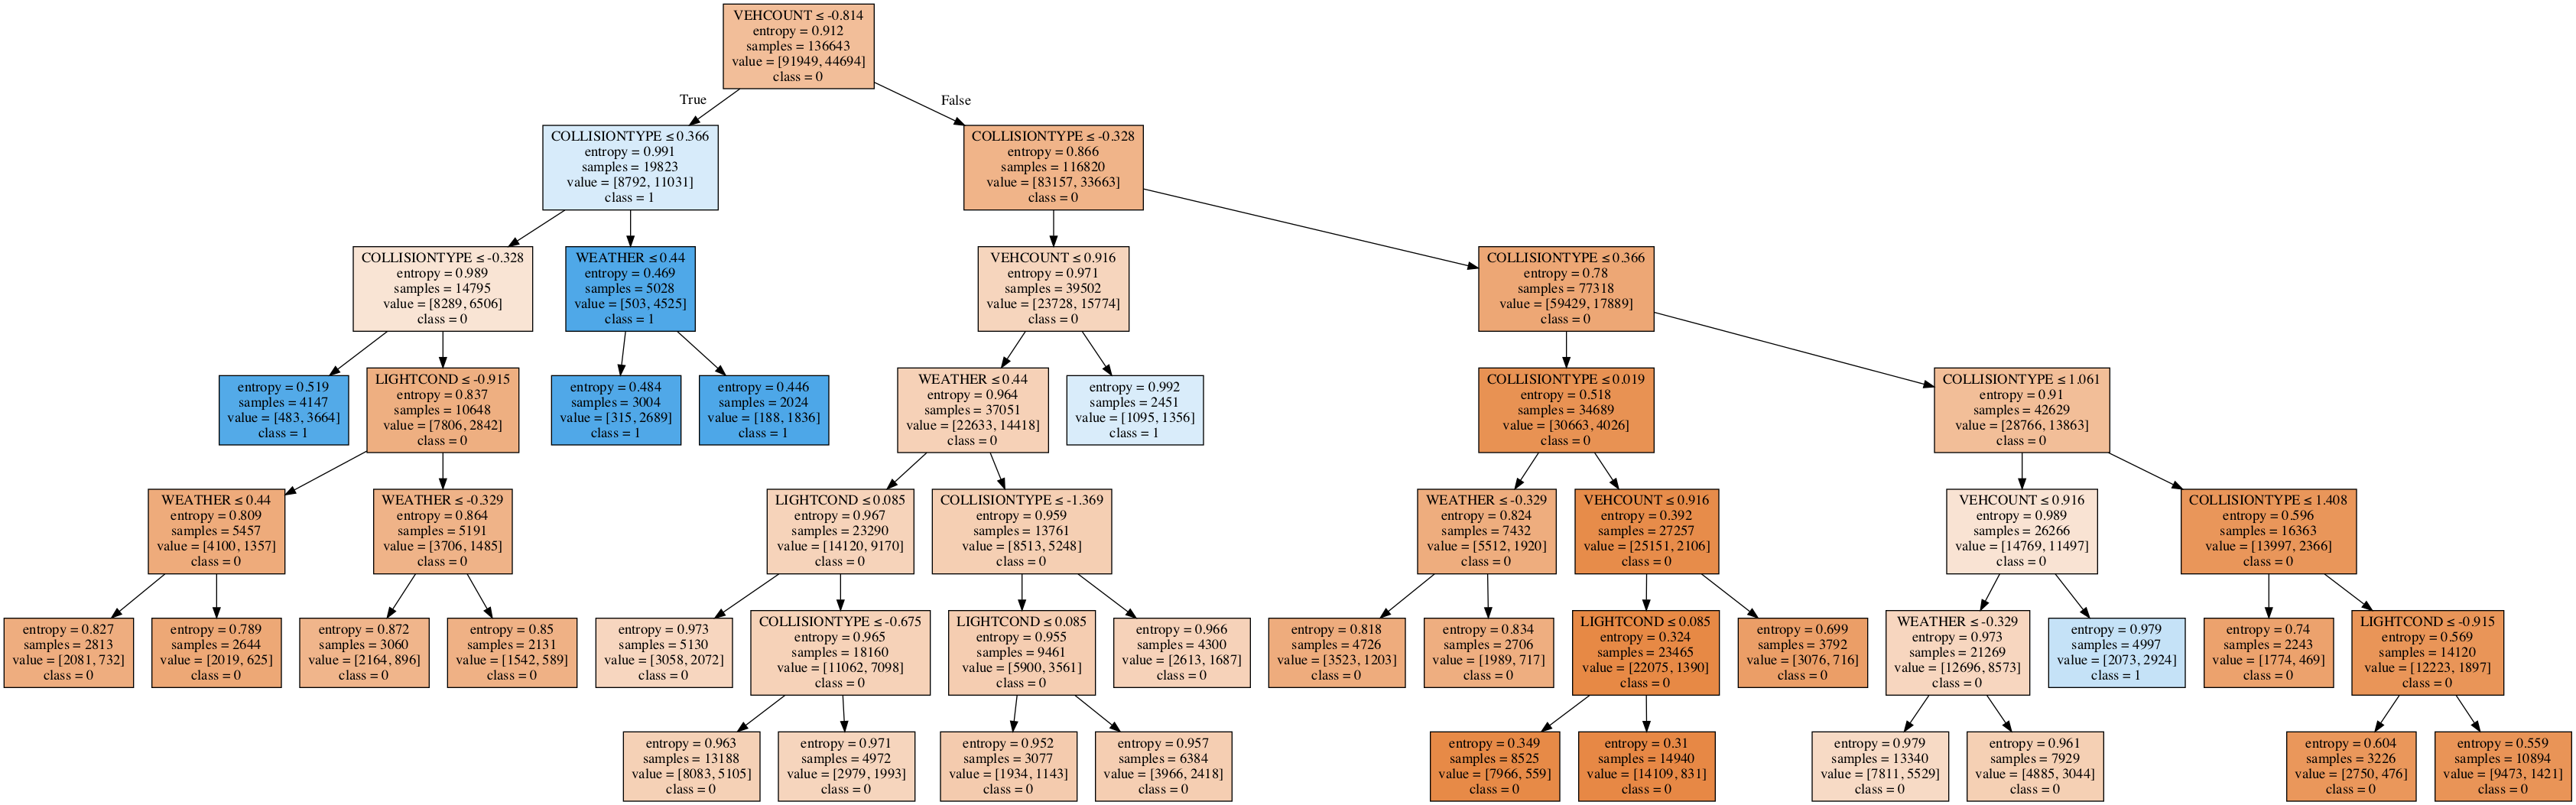 VEHCOUNT ≤ -0.814
entropy = 0.912
samples = 136643
value = [91949, 44694]
class = 0
True
False
COLLISIONTYPE ≤ 0.366
entropy = 0.991
samples = 19823
value = [8792, 11031]
class = 1
COLLISIONTYPE ≤ -0.328
entropy = 0.866
samples = 116820
value = [83157, 33663]
class = 0
COLLISIONTYPE ≤ -0.328
entropy = 0.989
samples = 14795
value = [8289, 6506]
class = 0
WEATHER ≤ 0.44
entropy = 0.469
samples = 5028
value = [503, 4525]
class = 1
VEHCOUNT ≤ 0.916
entropy = 0.971
samples = 39502
value = [23728, 15774]
class = 0
COLLISIONTYPE ≤ 0.366
entropy = 0.78
samples = 77318
value = [59429, 17889]
class = 0
entropy = 0.519
samples = 4147
value = [483, 3664]
class = 1
LIGHTCOND ≤ -0.915
entropy = 0.837
samples = 10648
value = [7806, 2842]
class = 0
entropy = 0.484
samples = 3004
value = [315, 2689]
class = 1
entropy = 0.446
samples = 2024
value = [188, 1836]
class = 1
WEATHER ≤ 0.44
entropy = 0.964
samples = 37051
value = [22633, 14418]
class = 0
entropy = 0.992
samples = 2451
value = [1095, 1356]
class = 1
COLLISIONTYPE ≤ 0.019
entropy = 0.518
samples = 34689
value = [30663, 4026]
class = 0
COLLISIONTYPE ≤ 1.061
entropy = 0.91
samples = 42629
value = [28766, 13863]
class = 0
WEATHER ≤ 0.44
entropy = 0.809
samples = 5457
value = [4100, 1357]
class = 0
WEATHER ≤ -0.329
entropy = 0.864
samples = 5191
value = [3706, 1485]
class = 0
LIGHTCOND ≤ 0.085
entropy = 0.967
samples = 23290
value = [14120, 9170]
class = 0
COLLISIONTYPE ≤ -1.369
entropy = 0.959
samples = 13761
value = [8513, 5248]
class = 0
WEATHER ≤ -0.329
entropy = 0.824
samples = 7432
value = [5512, 1920]
class = 0
VEHCOUNT ≤ 0.916
entropy = 0.392
samples = 27257
value = [25151, 2106]
class = 0
VEHCOUNT ≤ 0.916
entropy = 0.989
samples = 26266
value = [14769, 11497]
class = 0
COLLISIONTYPE ≤ 1.408
entropy = 0.596
samples = 16363
value = [13997, 2366]
class = 0
entropy = 0.827
samples = 2813
value = [2081, 732]
class = 0
entropy = 0.789
samples = 2644
value = [2019, 625]
class = 0
entropy = 0.872
samples = 3060
value = [2164, 896]
class = 0
entropy = 0.85
samples = 2131
value = [1542, 589]
class = 0
entropy = 0.973
samples = 5130
value = [3058, 2072]
class = 0
COLLISIONTYPE ≤ -0.675
entropy = 0.965
samples = 18160
value = [11062, 7098]
class = 0
LIGHTCOND ≤ 0.085
entropy = 0.955
samples = 9461
value = [5900, 3561]
class = 0
entropy = 0.966
samples = 4300
value = [2613, 1687]
class = 0
entropy = 0.818
samples = 4726
value = [3523, 1203]
class = 0
entropy = 0.834
samples = 2706
value = [1989, 717]
class = 0
LIGHTCOND ≤ 0.085
entropy = 0.324
samples = 23465
value = [22075, 1390]
class = 0
entropy = 0.699
samples = 3792
value = [3076, 716]
class = 0
WEATHER ≤ -0.329
entropy = 0.973
samples = 21269
value = [12696, 8573]
class = 0
entropy = 0.979
samples = 4997
value = [2073, 2924]
class = 1
entropy = 0.74
samples = 2243
value = [1774, 469]
class = 0
LIGHTCOND ≤ -0.915
entropy = 0.569
samples = 14120
value = [12223, 1897]
class = 0
entropy = 0.963
samples = 13188
value = [8083, 5105]
class = 0
entropy = 0.971
samples = 4972
value = [2979, 1993]
class = 0
entropy = 0.952
samples = 3077
value = [1934, 1143]
class = 0
entropy = 0.957
samples = 6384
value = [3966, 2418]
class = 0
entropy = 0.349
samples = 8525
value = [7966, 559]
class = 0
entropy = 0.31
samples = 14940
value = [14109, 831]
class = 0
entropy = 0.979
samples = 13340
value = [7811, 5529]
class = 0
entropy = 0.961
samples = 7929
value = [4885, 3044]
class = 0
entropy = 0.604
samples = 3226
value = [2750, 476]
class = 0
entropy = 0.559
samples = 10894
value = [9473, 1421]
class = 0